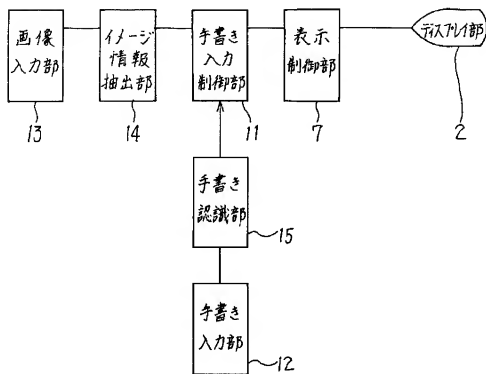 画像
入力部
13
イメージ
情報
抽出部
14
手書き
入力
制御部
11
表示
制御部
7
ディスプレイ部
2
手書き
認識部
15
手書き
入力部
12